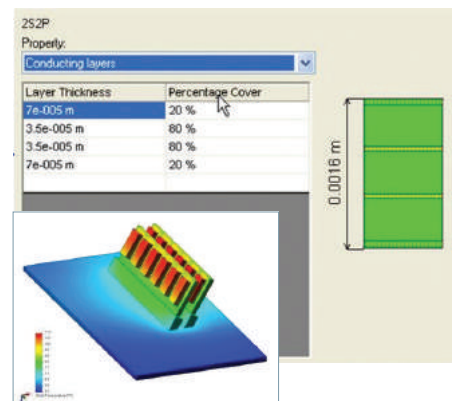 2S2P
Property:
Conducting layers
Layer Thickness Percentage Cover
7e-005 m 20 %
3.5e-005 m 80 %
3.5e-005 m 80 %
7e-005 m 20 %
0.0016 m